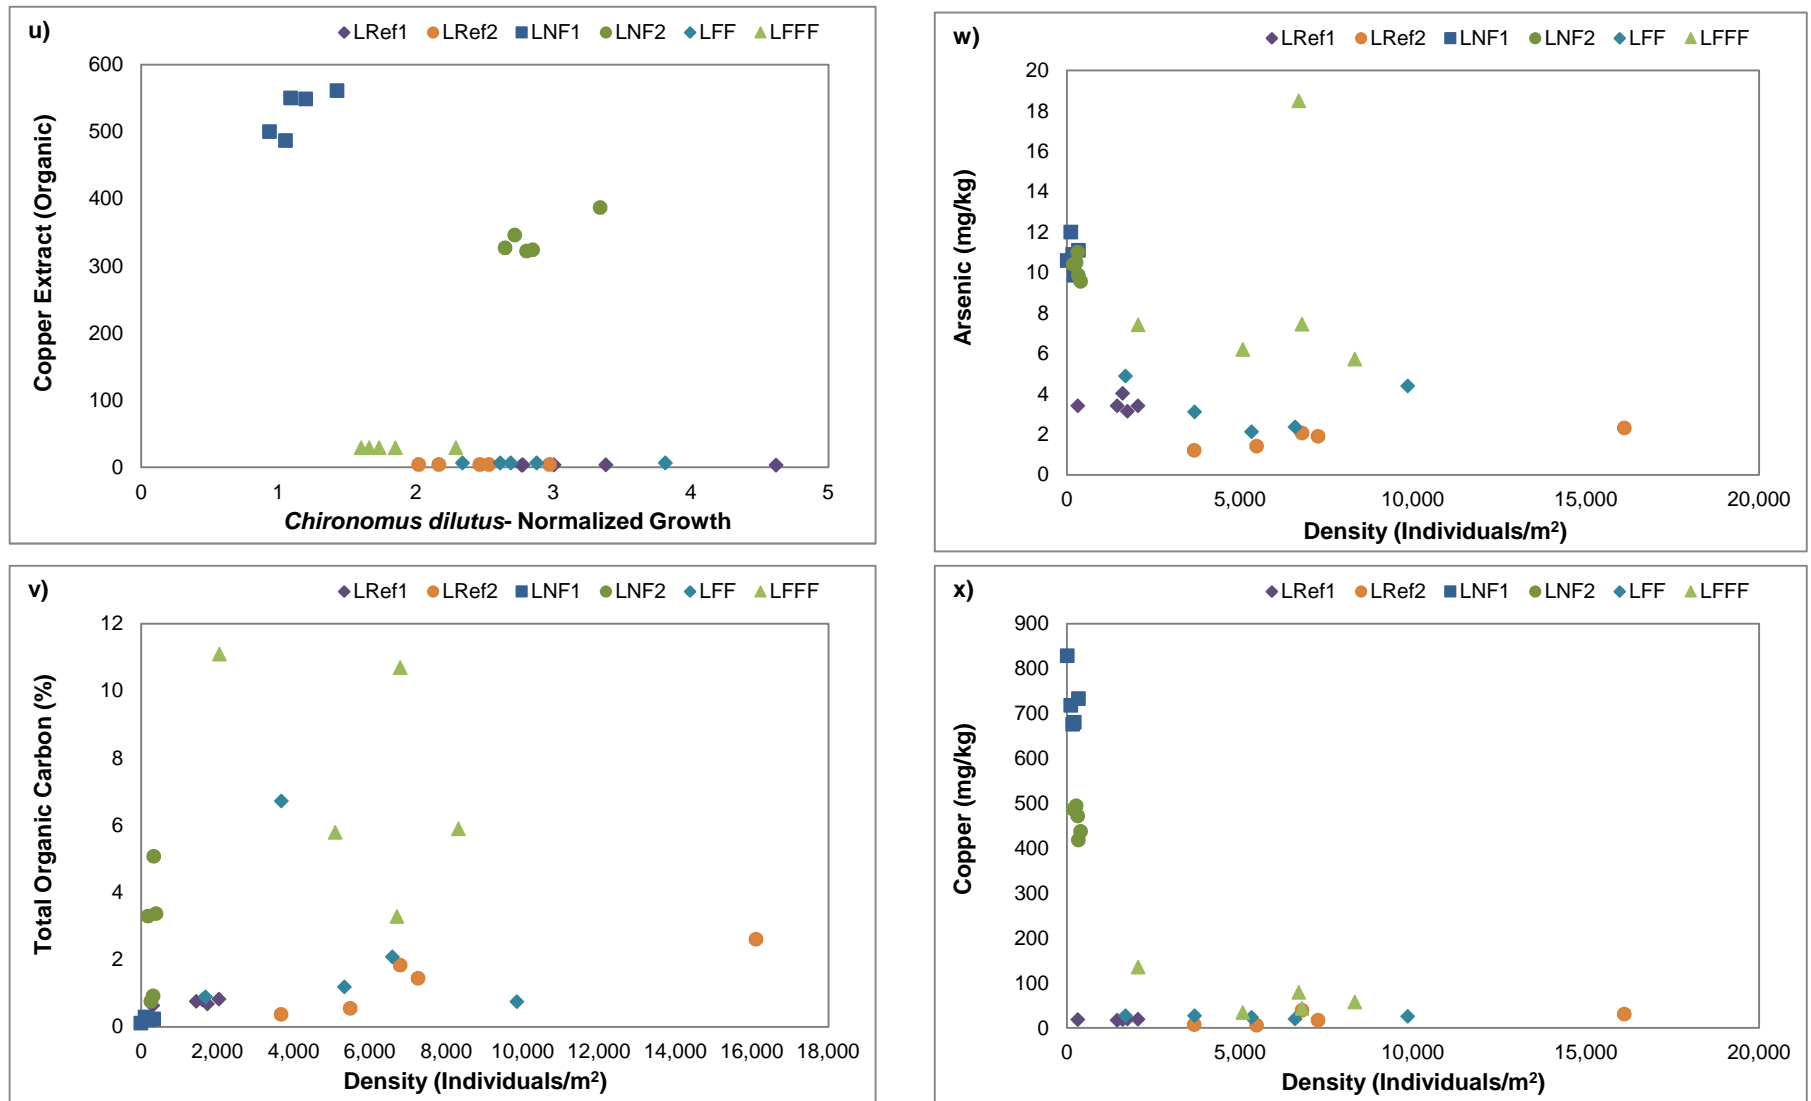 u)
LRef1 LRef2 LNF1 LNF2 LFF LFFF
600
500
400
300
200
100
0
Copper Extract (Organic)
0 1 2 3 4 5
Chironomus dilutus- Normalized Growth
w)
LRef1 LRef2 LNF1 LNF2 LFF LFFF
20
18
16
14
12
10
8
6
4
2
0
Arsenic (mg/kg)
0 5,000 10,000 15,000 20,000
Density (Individuals/m²)
v)
LRef1 LRef2 LNF1 LNF2 LFF LFFF
12
10
8
6
4
2
0
Total Organic Carbon (%)
0 2,000 4,000 6,000 8,000 10,000 12,000 14,000 16,000 18,000
Density (Individuals/m²)
x)
LRef1 LRef2 LNF1 LNF2 LFF LFFF
900
800
700
600
500
400
300
200
100
0
Copper (mg/kg)
0 5,000 10,000 15,000 20,000
Density (Individuals/m²)